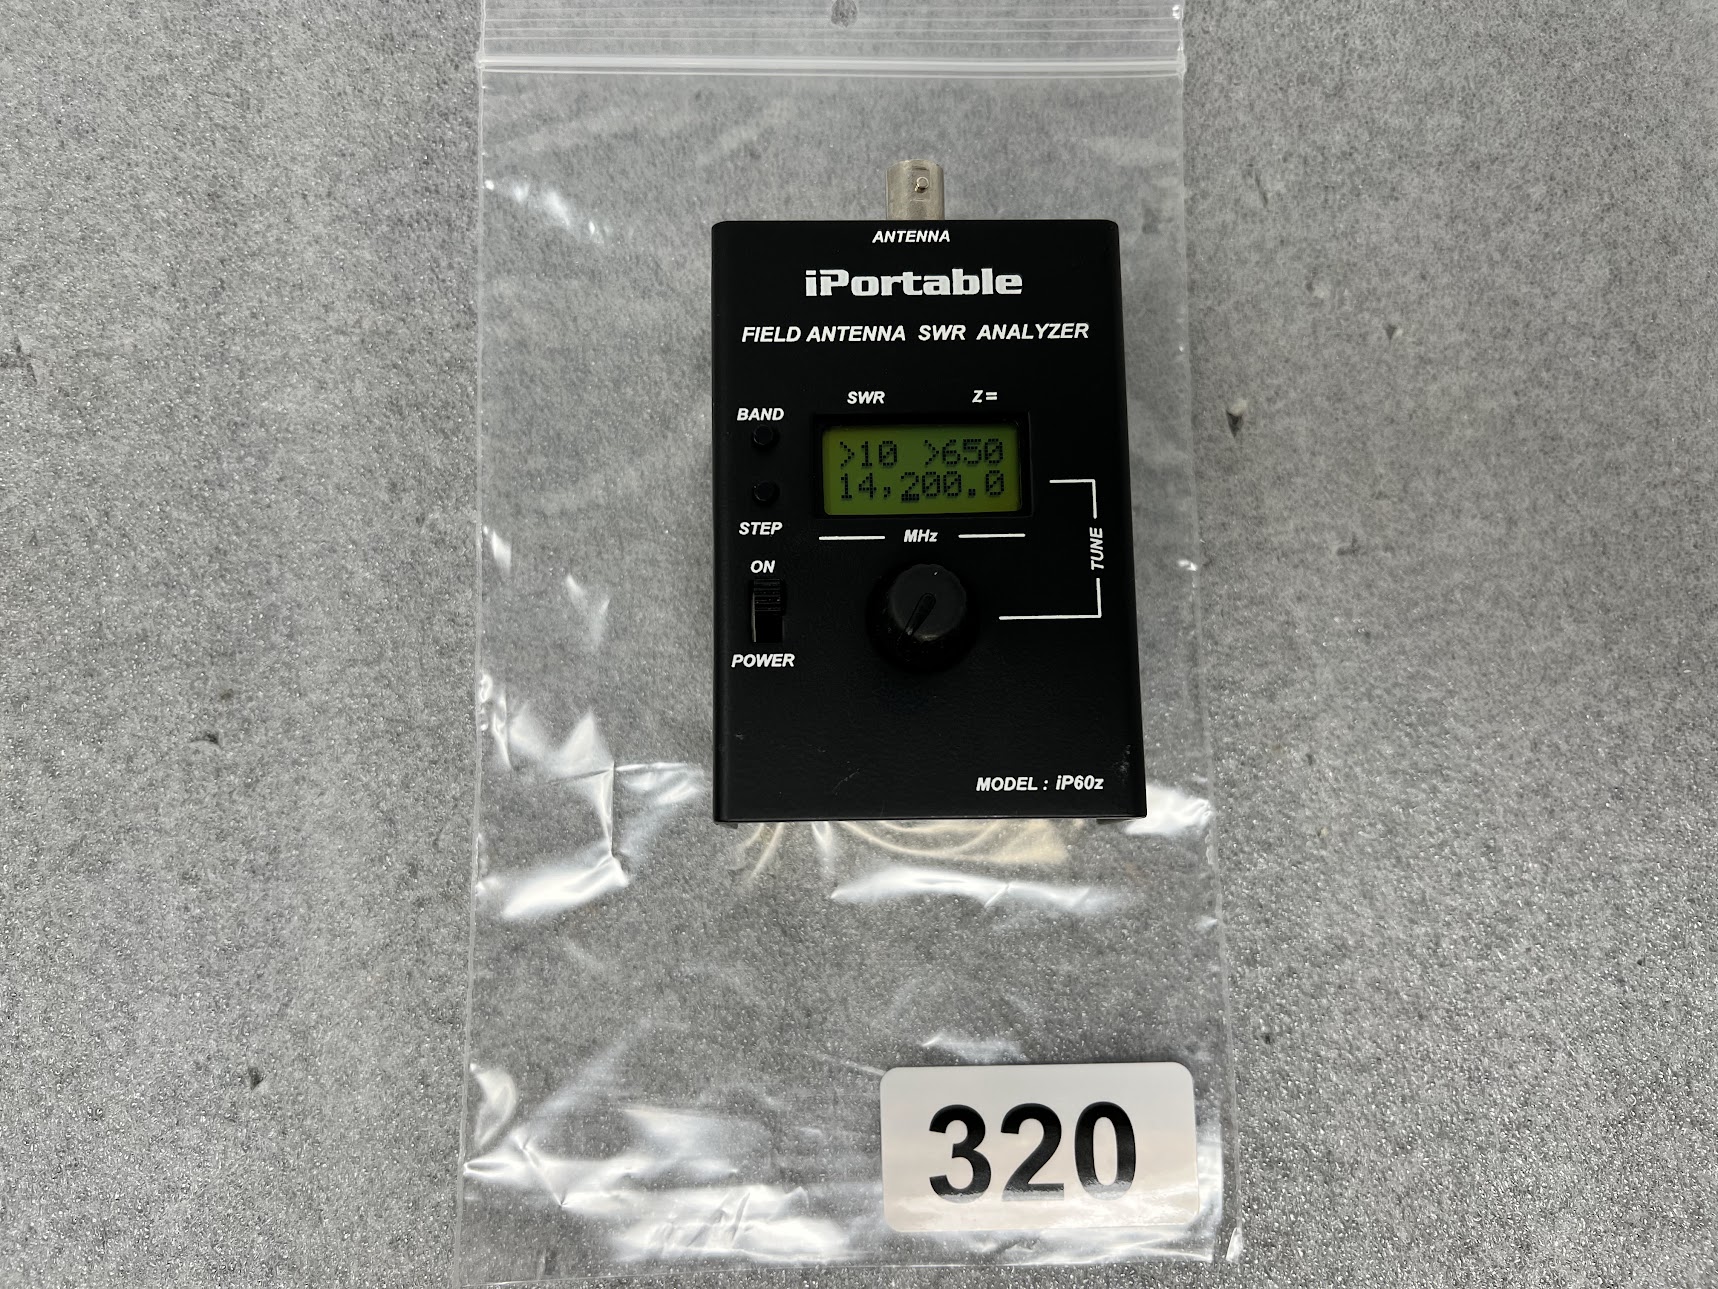 ANTENNA
iPortable
FIELD ANTENNA SWR ANALYZER
SWR Z=
BAND
>10 >650
14,200.0
STEP
MHz
TUNE
ON
POWER
MODEL : iP60z
320